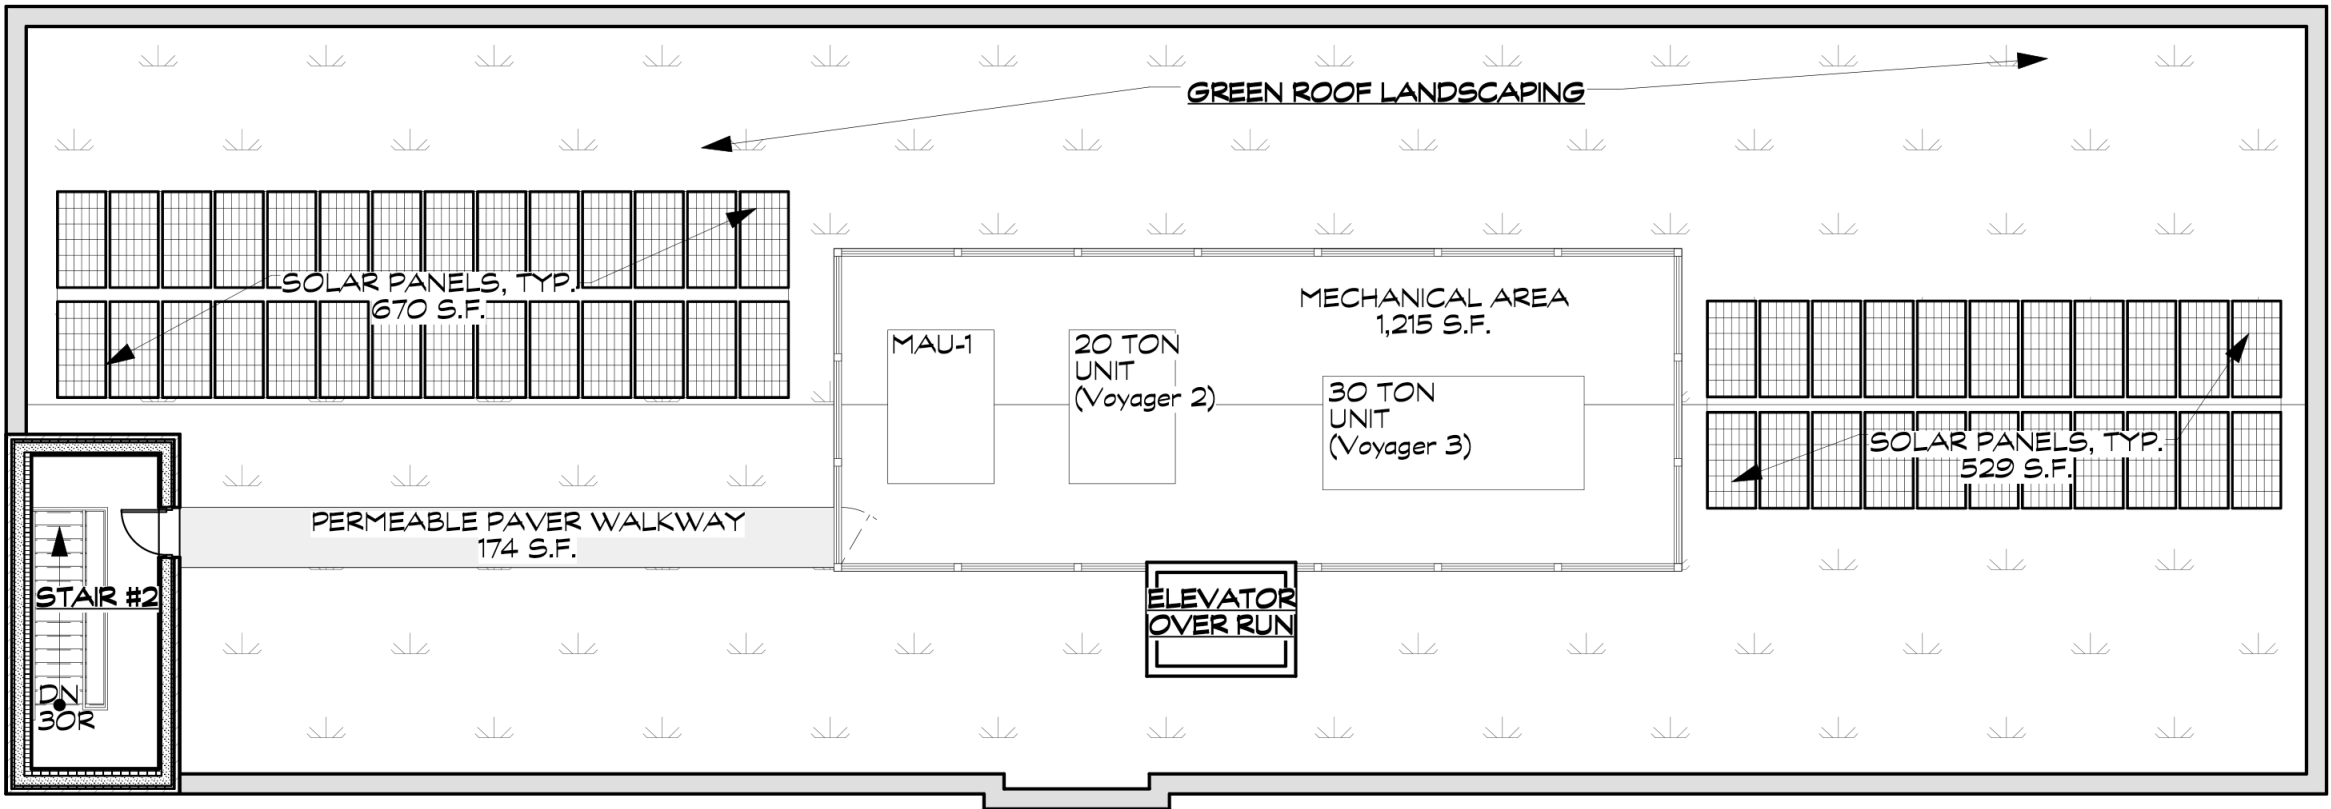 GREEN ROOF LANDSCAPING
SOLAR PANELS, TYP.
670 S.F.
MECHANICAL AREA
1,215 S.F.
MAU-1
20 TON
UNIT
(Voyager 2)
30 TON
UNIT
(Voyager 3)
SOLAR PANELS, TYP.
529 S.F.
PERMEABLE PAVER WALKWAY
174 S.F.
STAIR #2
ELEVATOR
OVER RUN
DN
30R